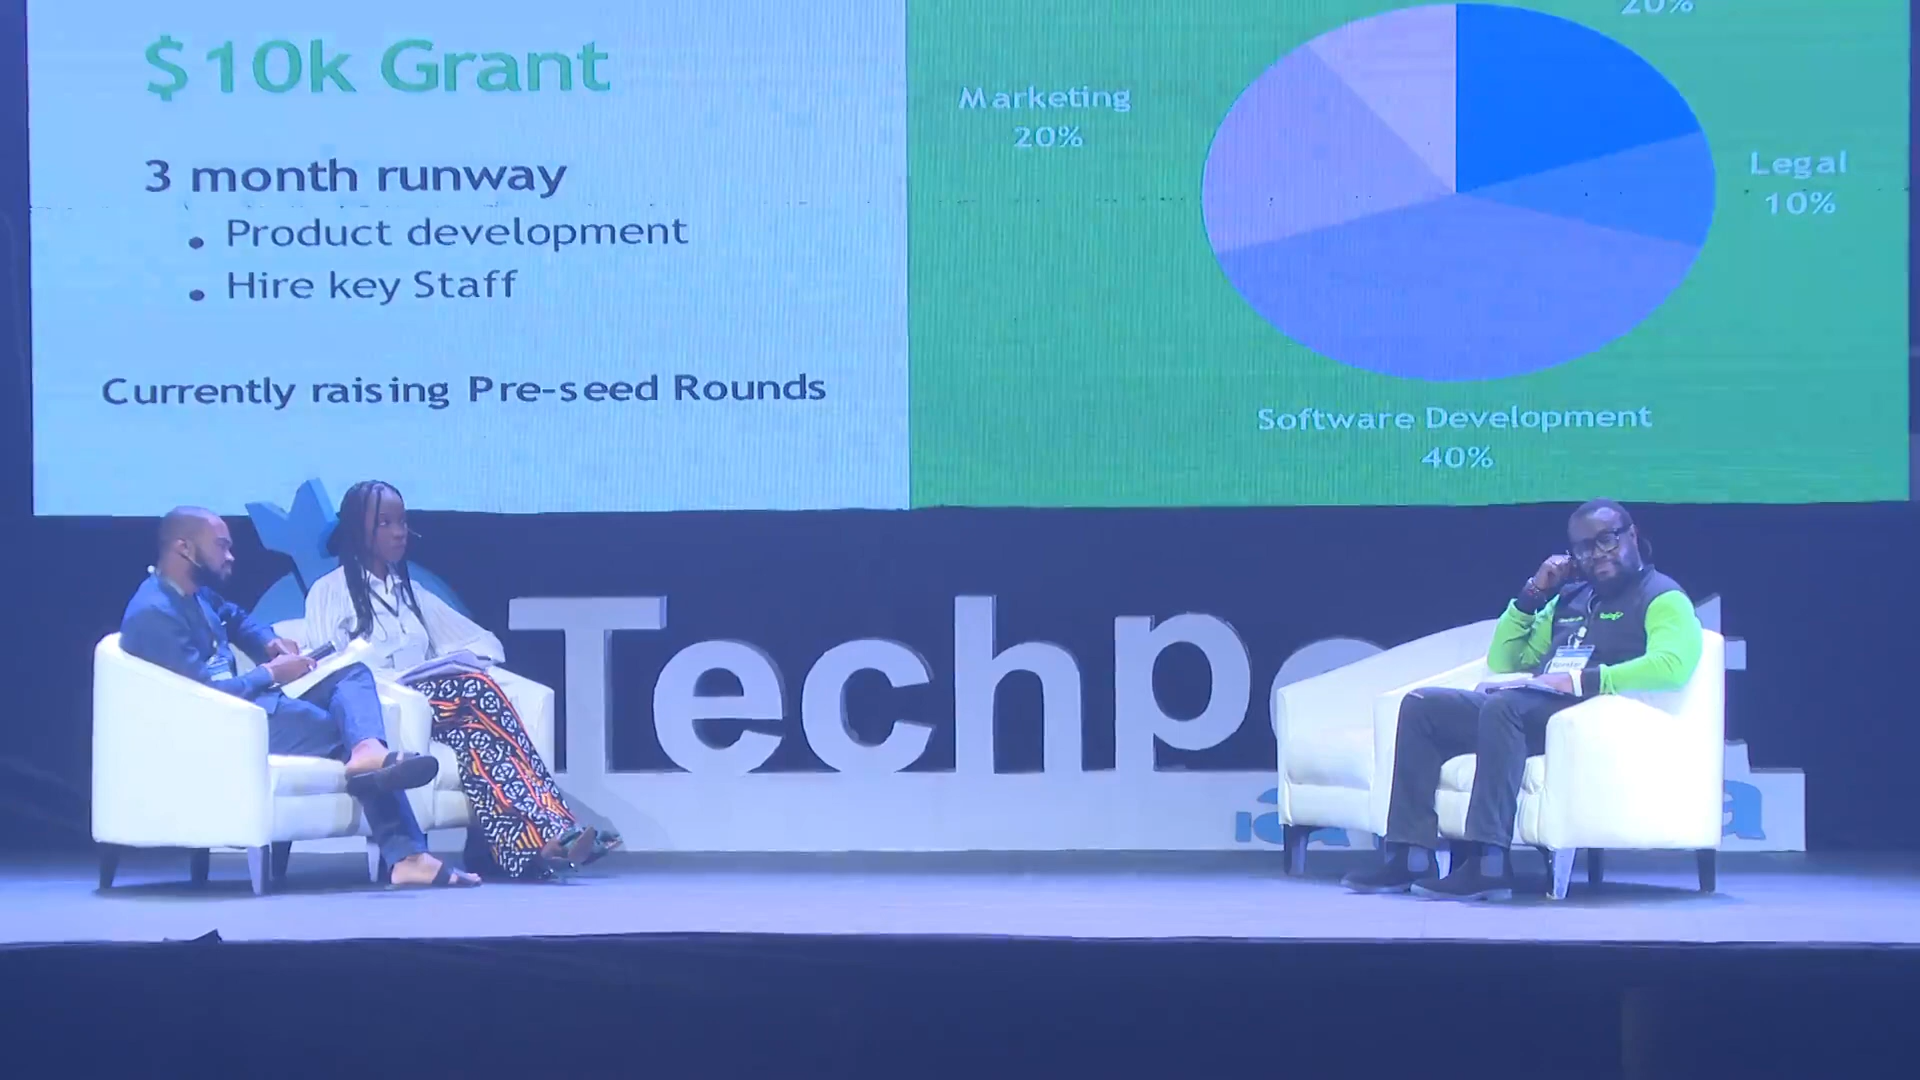 $10k Grant
3 month runway
• Product development
• Hire key Staff
Currently raising Pre-seed Rounds
20%
Marketing
20%
Legal
10%
Software Development
40%
Techp